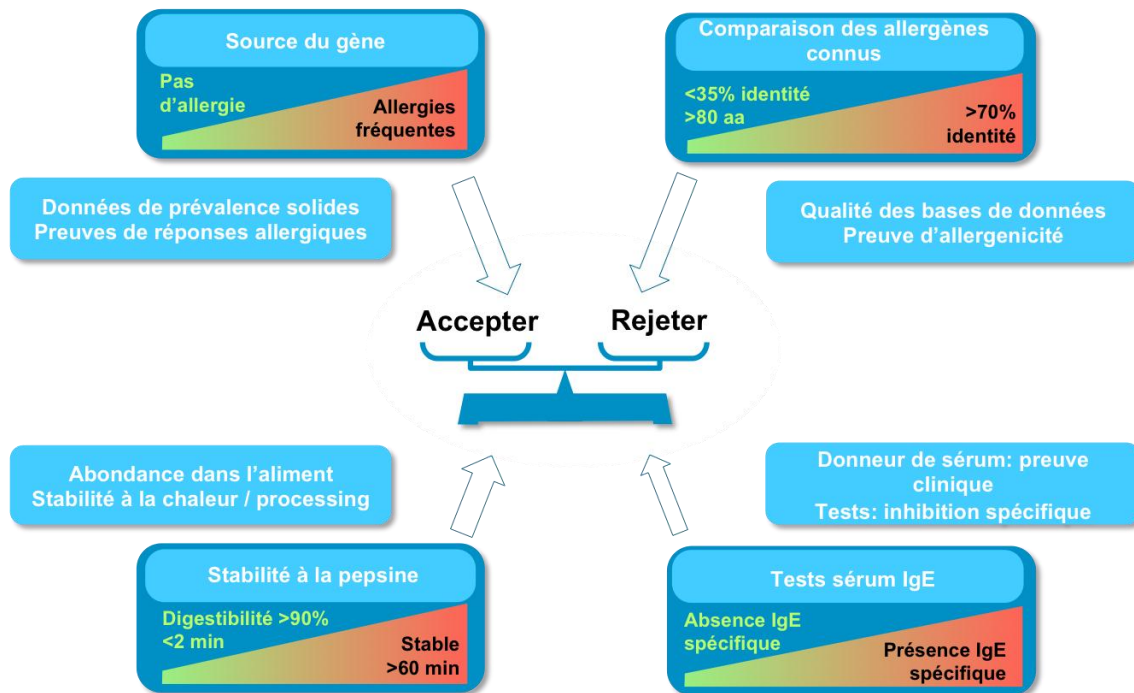 Source du gène
Pas
d'allergie
Allergies
fréquentes
Comparaison des allergènes
connus
<35% identité
>80 aa
>70%
identité
Données de prévalence solides
Preuves de réponses allergiques
Qualité des bases de données
Preuve d'allergenicité
Accepter
Rejeter
Abondance dans l'aliment
Stabilité à la chaleur / processing
Donneur de sérum: preuve
clinique
Tests: inhibition spécifique
Stabilité à la pepsine
Digestibilité >90%
<2 min
Stable
>60 min
Tests sérum IgE
Absence IgE
spécifique
Présence IgE
spécifique